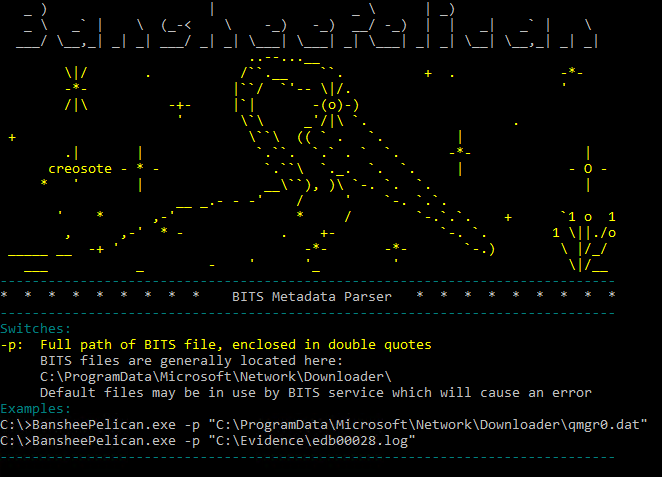 BansheePelican
creosote
BITS Metadata Parser
Switches:
-p: Full path of BITS file, enclosed in double quotes
BITS files are generally located here:
C:\ProgramData\Microsoft\Network\Downloader\
Default files may be in use by BITS service which will cause an error
Examples:
C:\>BansheePelican.exe -p "C:\ProgramData\Microsoft\Network\Downloader\qmgr0.dat"
C:\>BansheePelican.exe -p "C:\Evidence\edb00028.log"